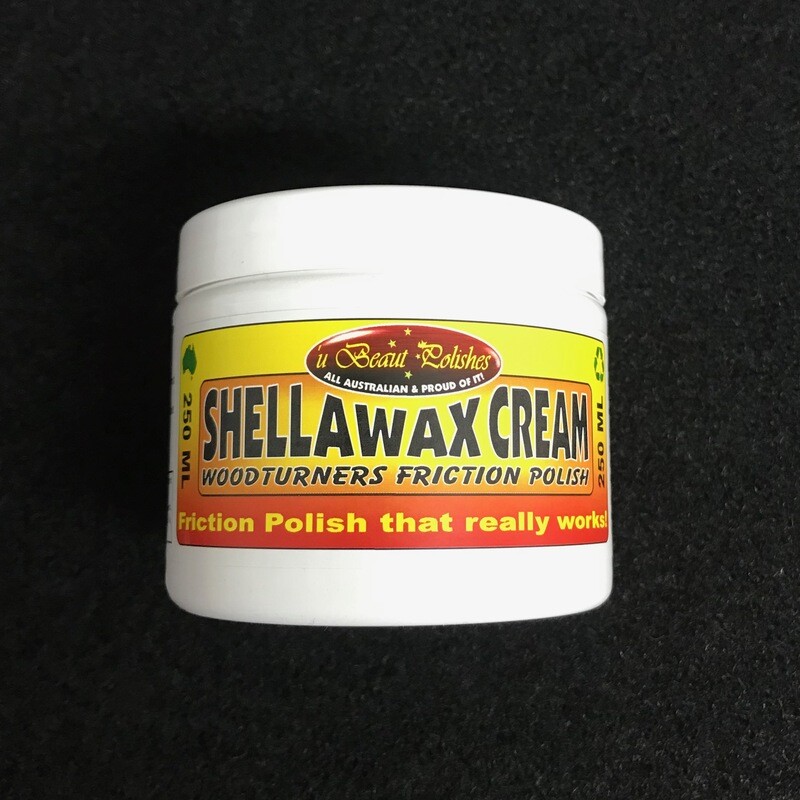 'u Beaut Polishes
ALL AUSTRALIAN & PROUD OF IT!
SHELLAWAX CREAM
WOODTURNERS FRICTION POLISH
Friction Polish that really works!
250 ML
250 ML